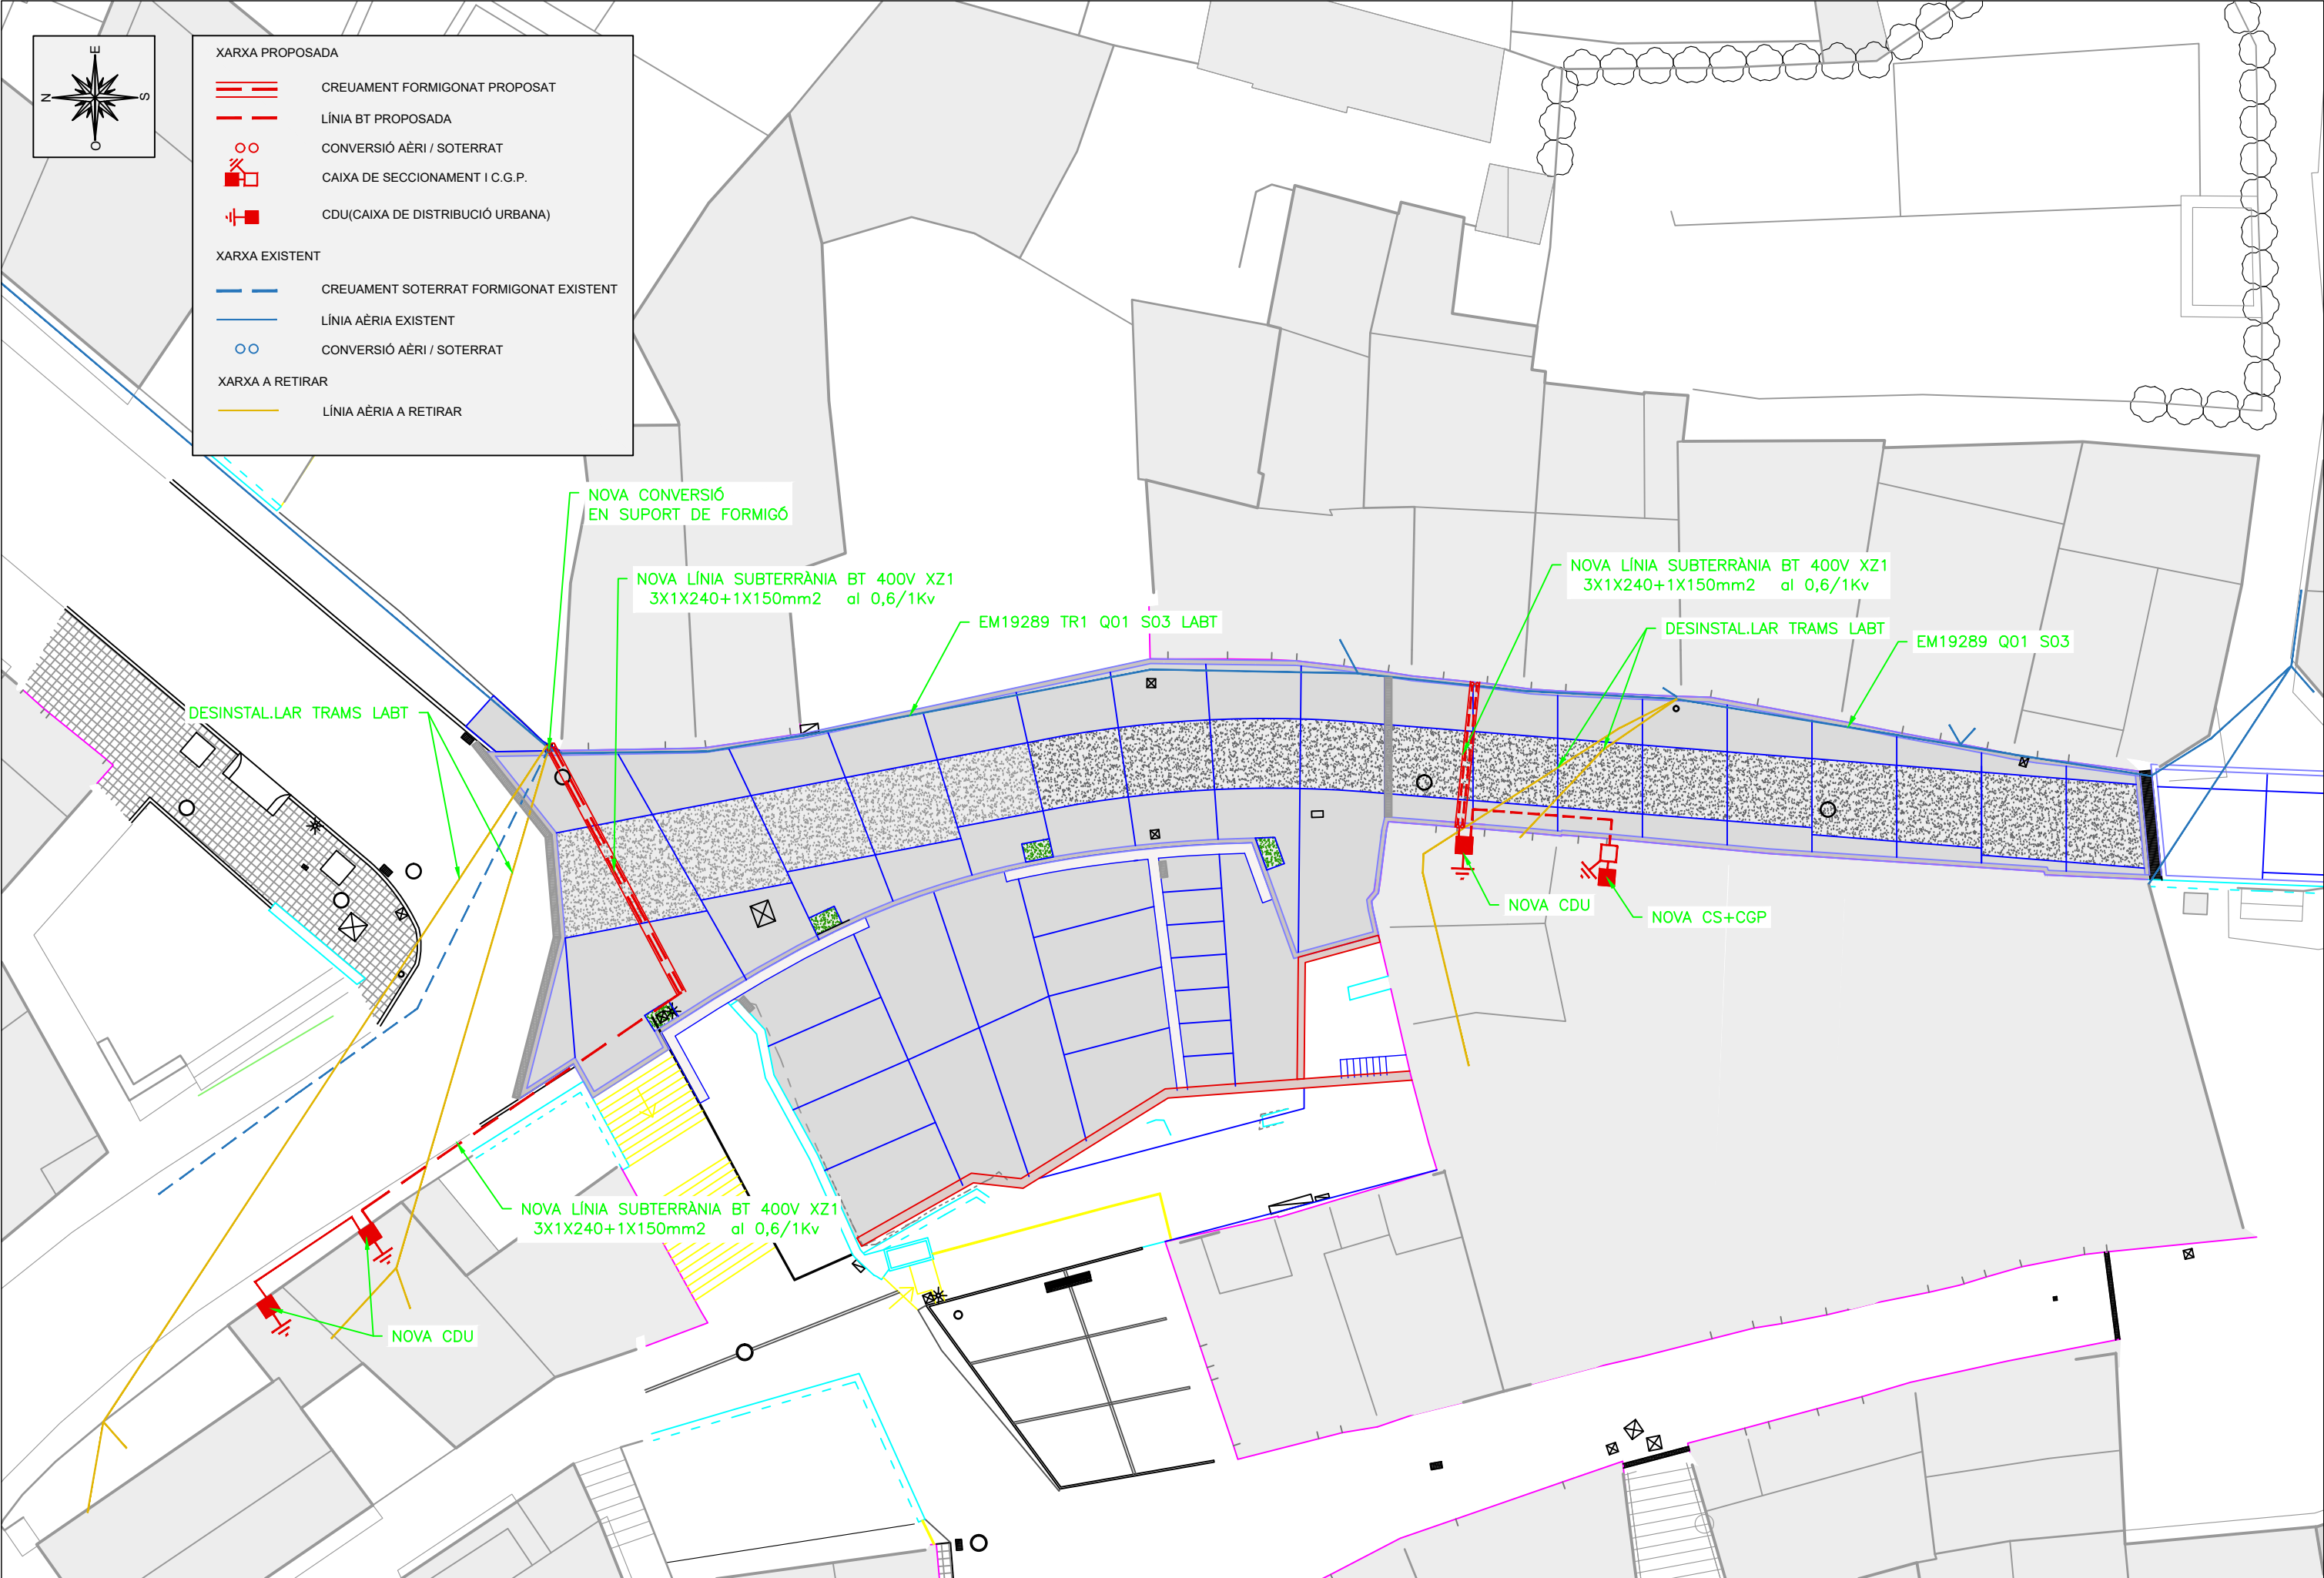 E
N
S
O
XARXA PROPOSADA
CREUAMENT FORMIGONAT PROPOSAT
LÍNIA BT PROPOSADA
CONVERSIÓ AÈRI / SOTERRAT
CAIXA DE SECCIONAMENT I C.G.P.
CDU(CAIXA DE DISTRIBUCIÓ URBANA)
XARXA EXISTENT
CREUAMENT SOTERRAT FORMIGONAT EXISTENT
LÍNIA AÈRIA EXISTENT
CONVERSIÓ AÈRI / SOTERRAT
XARXA A RETIRAR
LÍNIA AÈRIA A RETIRAR
NOVA CONVERSIÓ
EN SUPORT DE FORMIGÓ
NOVA LÍNIA SUBTERRÀNIA BT 400V XZ1
3X1X240+1X150mm2 al 0,6/1Kv
EM19289 TR1 Q01 S03 LABT
NOVA LÍNIA SUBTERRÀNIA BT 400V XZ1
3X1X240+1X150mm2 al 0,6/1Kv
DESINSTAL.LAR TRAMS LABT
EM19289 Q01 S03
DESINSTAL.LAR TRAMS LABT
NOVA CDU
NOVA CS+CGP
NOVA LÍNIA SUBTERRÀNIA BT 400V XZ1
3X1X240+1X150mm2 al 0,6/1Kv
NOVA CDU